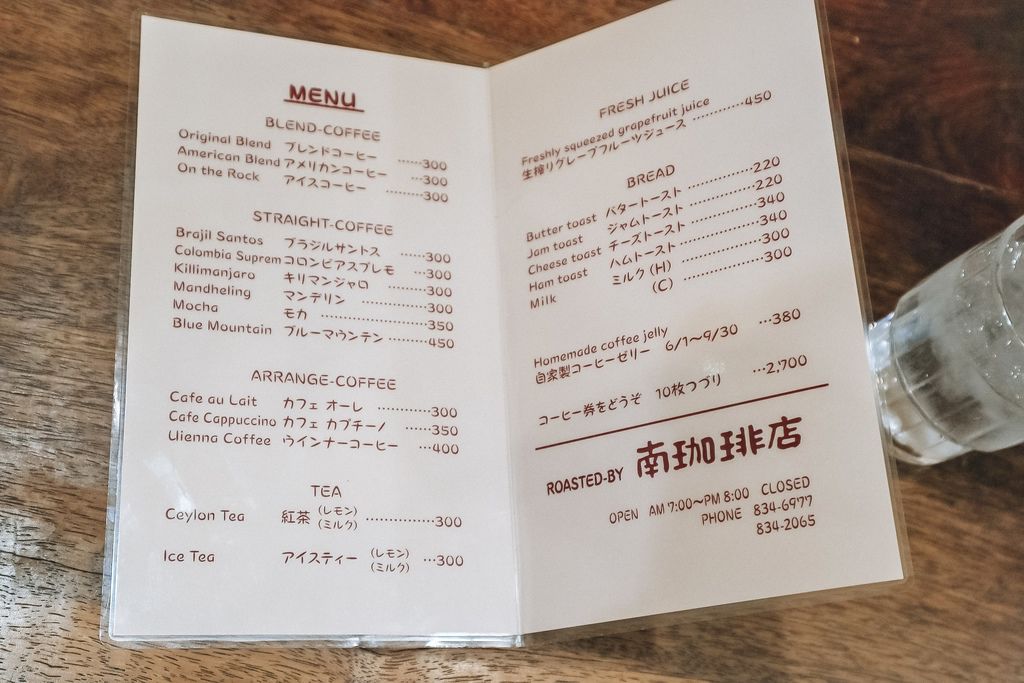 MENU
BLEND-COFFEE
Original Blend ブレンドコーヒー ……300
American Blend アメリカンコーヒー …300
On the Rock アイスコーヒー ………300
STRAIGHT-COFFEE
Brajil Santos ブラジルサントス ……300
Colombia Suprem コロンビアスプレモ …300
Killimanjaro キリマンジャロ ………300
Mandheling マンデリン ……………300
Mocha モカ ………………350
Blue Mountain ブルーマウンテン ………450
ARRANGE-COFFEE
Cafe au Lait カフェ オーレ …………300
Cafe Cappuccino カフェ カプチーノ ……350
Uienna Coffee ウインナーコーヒー …400
TEA
Ceylon Tea 紅茶 (レモン) (ミルク) ……………300
Ice Tea アイスティー (レモン) (ミルク) …300
FRESH JUICE
Freshly squeezed grapefruit juice
生搾りグレープフルーツジュース ………450
BREAD
Butter toast バタートースト ……………220
Jam toast ジャムトースト ……………220
Cheese toast チーズトースト ……………340
Ham toast ハムトースト ……………340
Milk ミルク(H) ……………300
(C) ……………300
Homemade coffee jelly
自家製コーヒーゼリー 6/1〜9/30 …380
コーヒー券をどうぞ 10枚つづり …2,700
ROASTED-BY 南珈琲店
OPEN AM 7:00〜PM 8:00 CLOSED
PHONE 834-6977
834-2065